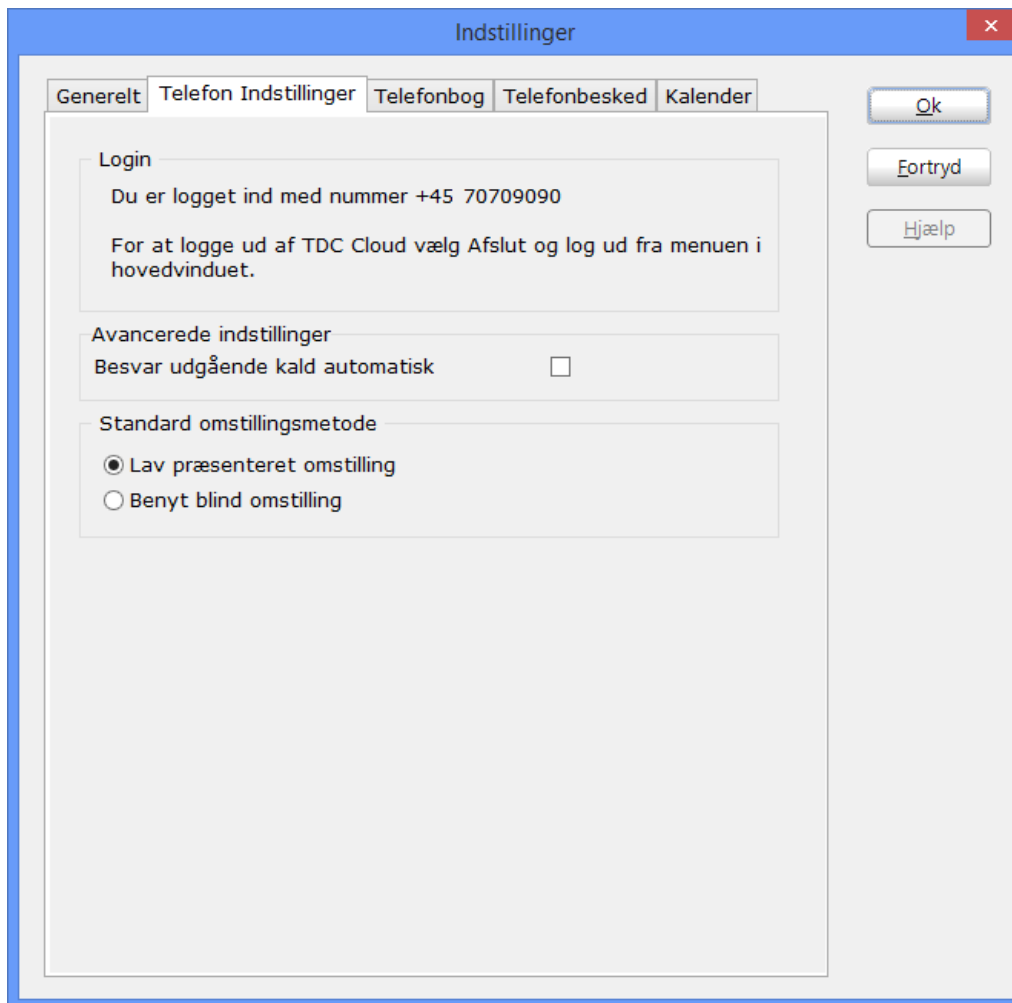 Indstillinger
Generelt Telefon Indstillinger Telefonbog Telefonbesked Kalender
Ok
Fortryd
Hjælp
Login
Du er logget ind med nummer +45 70709090
For at logge ud af TDC Cloud vælg Afslut og log ud fra menuen i
hovedvinduet.
Avancerede indstillinger
Besvar udgående kald automatisk
Standard omstillingsmetode
Lav præsenteret omstilling
Benyt blind omstilling